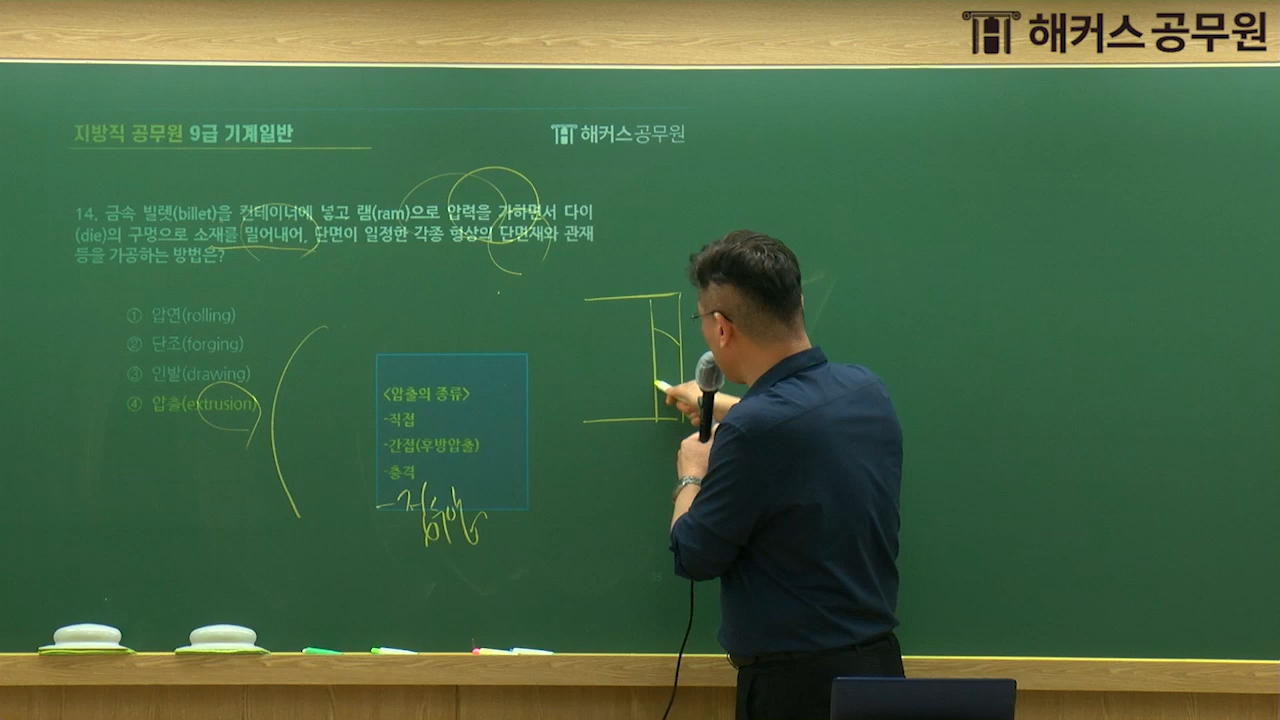 해커스공무원
지방직 공무원 9급 기계일반
해커스공무원
14. 금속 빌렛(billet)을 컨테이너에 넣고 램(ram)으로 압력을 가하면서 다이
(die)의 구멍으로 소재를 밀어내어, 단면이 일정한 각종 형상의 단면재와 관재
등을 가공하는 방법은?
① 압연(rolling)
② 단조(forging)
③ 인발(drawing)
④ 압출(extrusion)
<압출의 종류>
-직접
-간접(후방압출)
-충격